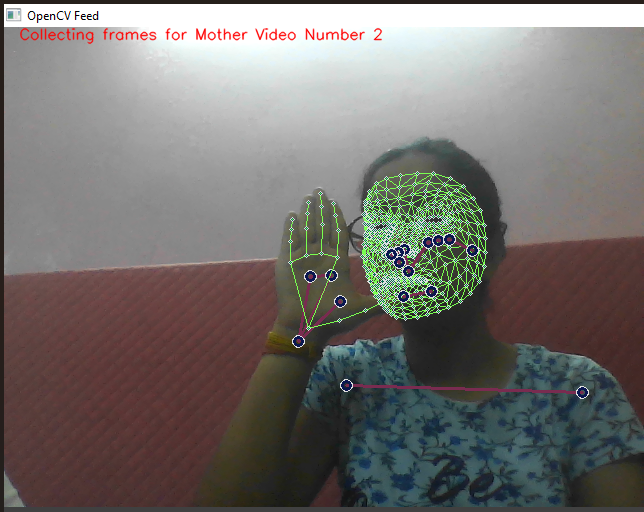 OpenCV Feed
Collecting frames for Mother Video Number 2
Be